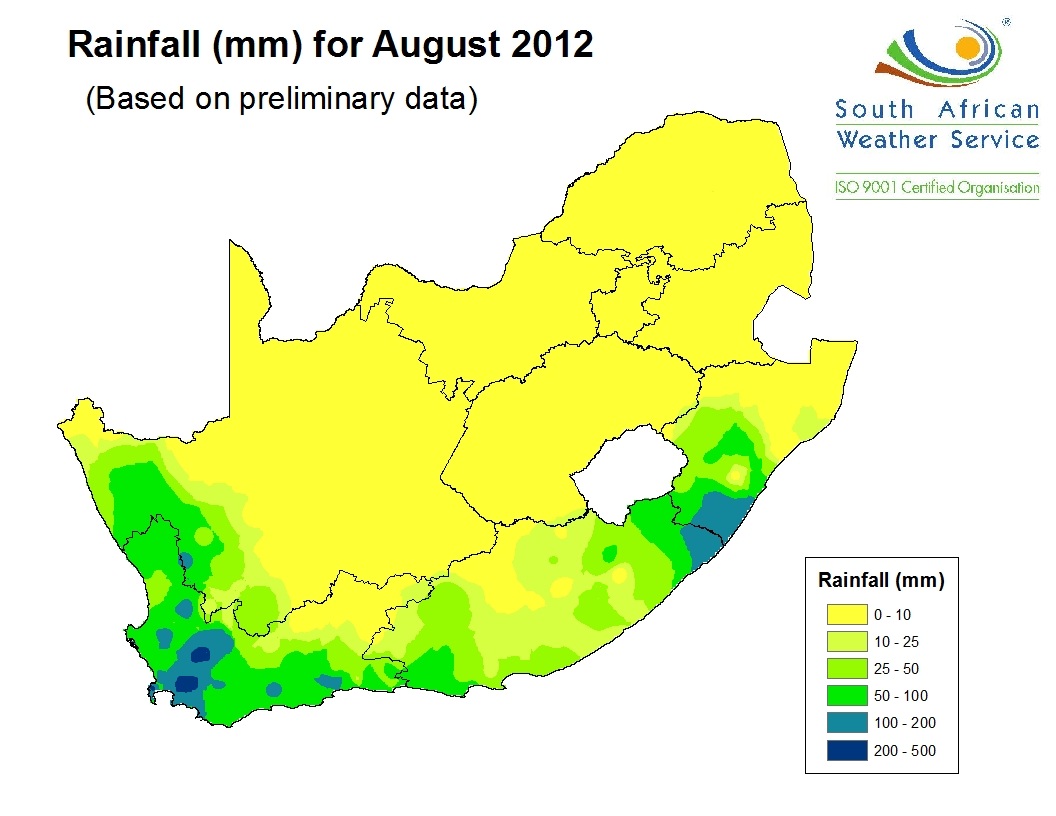 Rainfall (mm) for August 2012
(Based on preliminary data)
®
South African
Weather Service
ISO 9001 Certified Organisation
Rainfall (mm)
0 - 10
10 - 25
25 - 50
50 - 100
100 - 200
200 - 500